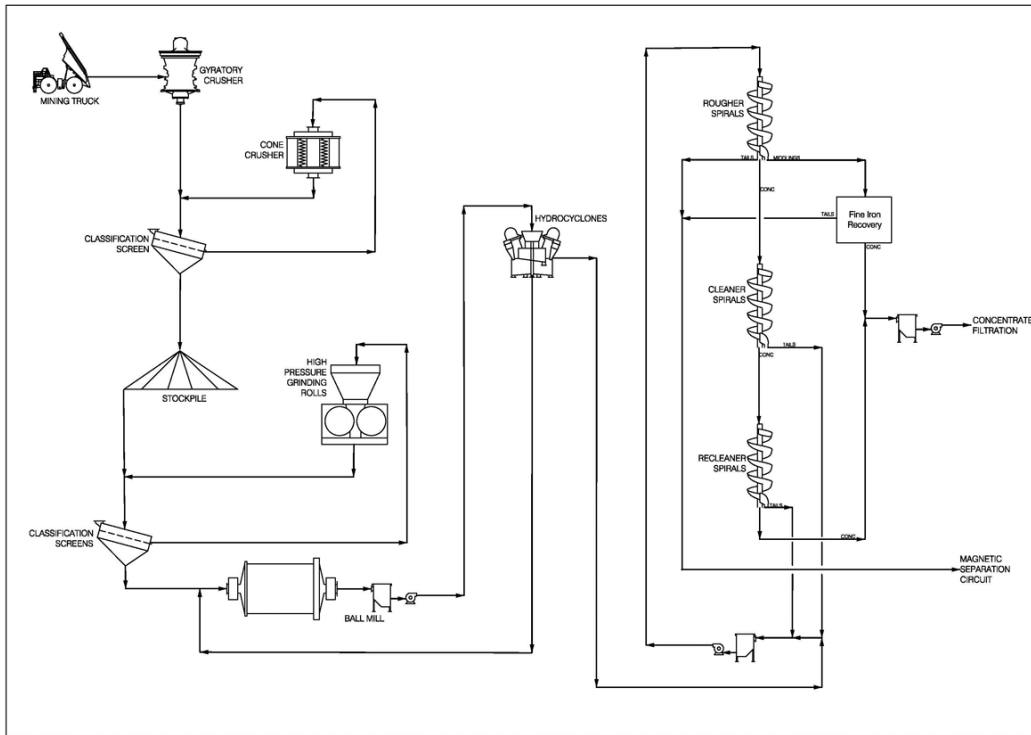 GYRATORY
CRUSHER
MINING TRUCK
CONE
CRUSHER
CLASSIFICATION
SCREEN
HIGH
PRESSURE
GRINDING
ROLLS
STOCKPILE
CLASSIFICATION
SCREENS
BALL MILL
HYDROCYCLONES
ROUGHER
SPIRALS
TAILS
MIDDLINGS
CONC
TAILS
Fine Iron
Recovery
CONC
CLEANER
SPIRALS
TAILS
CONC
CONCENTRATE
FILTRATION
RECLEANER
SPIRALS
TAILS
CONC
MAGNETIC
SEPARATION
CIRCUIT